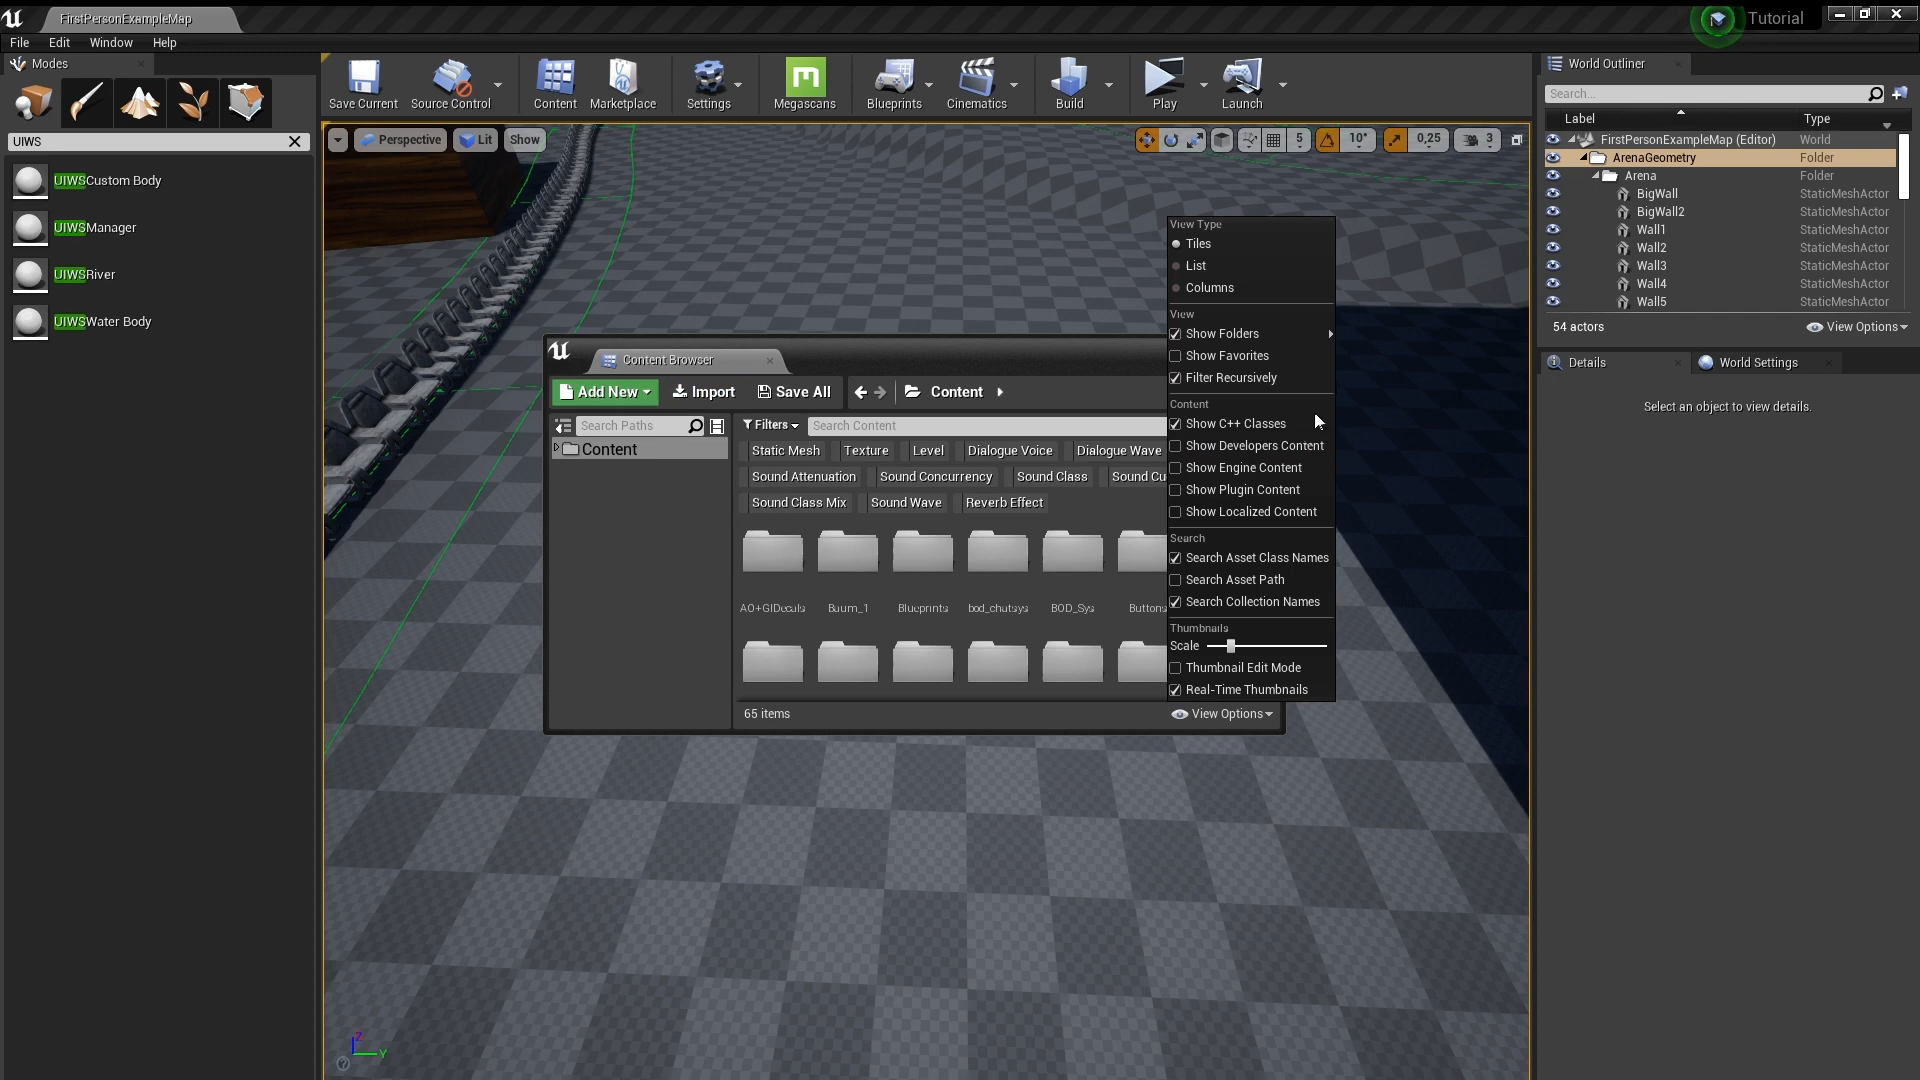 FirstPersonExampleMap
Tutorial
File Edit Window Help
Modes
UIWS
UIWSCustom Body
UIWSManager
UIWSRiver
UIWSWater Body
Save Current
Source Control
Content
Marketplace
Settings
Megascans
Blueprints
Cinematics
Build
Play
Launch
Perspective
Lit
Show
5
10°
0,25
3
World Outliner
Search...
Label Type
FirstPersonExampleMap (Editor) World
ArenaGeometry Folder
Arena Folder
BigWall StaticMeshActor
BigWall2 StaticMeshActor
Wall1 StaticMeshActor
Wall2 StaticMeshActor
Wall3 StaticMeshActor
Wall4 StaticMeshActor
Wall5 StaticMeshActor
54 actors
View Options
Details
World Settings
Select an object to view details.
Content Browser
Add New
Import
Save All
Content
Search Paths
Content
Filters
Search Content
Static Mesh Texture Level Dialogue Voice Dialogue Wave
Sound Attenuation Sound Concurrency Sound Class Sound Cu
Sound Class Mix Sound Wave Reverb Effect
AO+GIDecals Baum_1 Blueprints bod_chatsys BOD_Sys Buttons
65 items
View Options
View Type
Tiles
List
Columns
View
Show Folders
Show Favorites
Filter Recursively
Content
Show C++ Classes
Show Developers Content
Show Engine Content
Show Plugin Content
Show Localized Content
Search
Search Asset Class Names
Search Asset Path
Search Collection Names
Thumbnails
Scale
Thumbnail Edit Mode
Real-Time Thumbnails
Z
Y